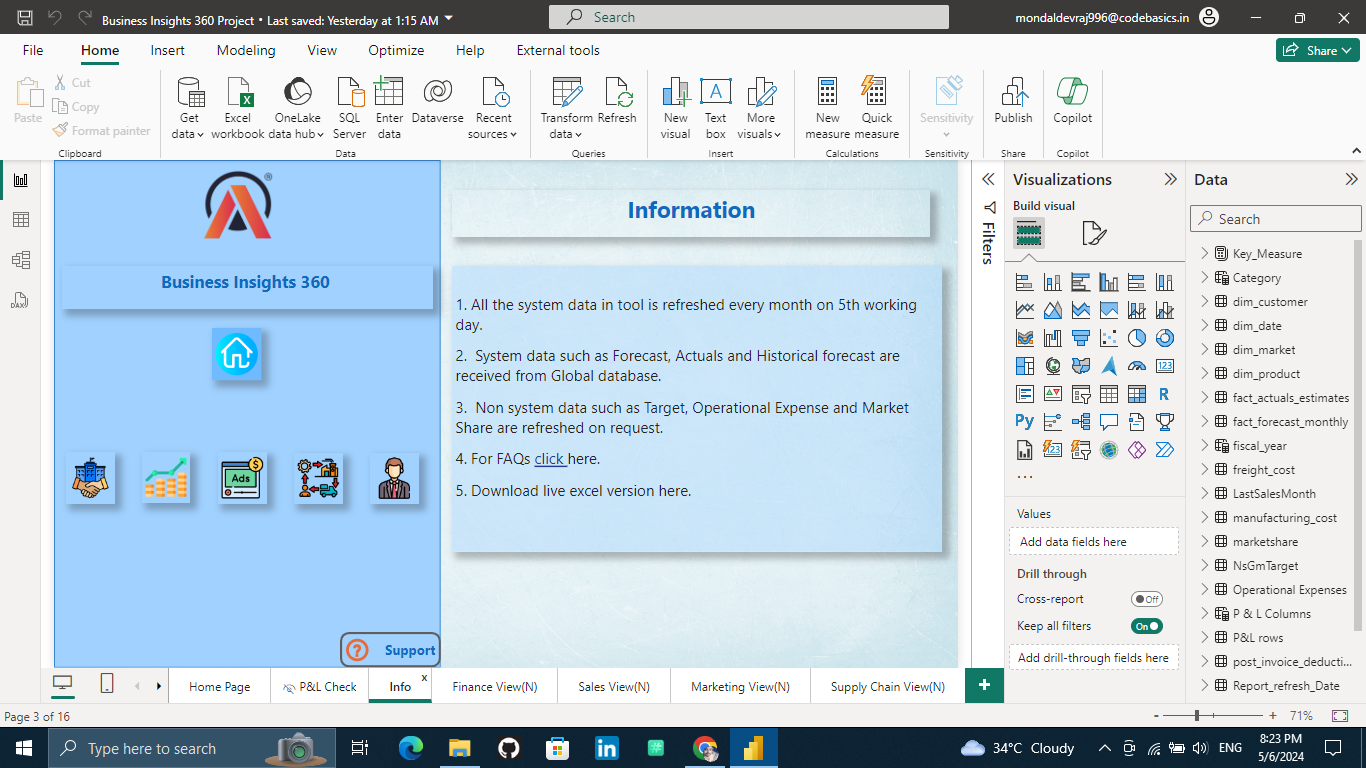 Business Insights 360 Project • Last saved: Yesterday at 1:15 AM
Search
mondaldevraj996@codebasics.in
File
Home
Insert
Modeling
View
Optimize
Help
External tools
Share
Paste
Cut
Copy
Format painter
Clipboard
Get data
Excel workbook
OneLake data hub
SQL Server
Enter data
Dataverse
Recent sources
Data
Transform data
Refresh
Queries
New visual
Text box
More visuals
Insert
New measure
Quick measure
Calculations
Sensitivity
Sensitivity
Publish
Share
Copilot
Copilot
Business Insights 360
Ads
Support
Information
1. All the system data in tool is refreshed every month on 5th working
day.
2.  System data such as Forecast, Actuals and Historical forecast are
received from Global database.
3.  Non system data such as Target, Operational Expense and Market
Share are refreshed on request.
4. For FAQs click here.
5. Download live excel version here.
Filters
Visualizations
Build visual
123
R
Py
123
...
Values
Add data fields here
Drill through
Cross-report
Off
Keep all filters
On
Add drill-through fields here
Data
Search
Key_Measure
Category
dim_customer
dim_date
dim_market
dim_product
fact_actuals_estimates
fact_forecast_monthly
fiscal_year
freight_cost
LastSalesMonth
manufacturing_cost
marketshare
NsGmTarget
Operational Expenses
P & L Columns
P&L rows
post_invoice_deducti...
Report_refresh_Date
Home Page
P&L Check
Info
x
Finance View(N)
Sales View(N)
Marketing View(N)
Supply Chain View(N)
+
Page 3 of 16
- + 71%
Type here to search
34°C Cloudy
ENG
8:23 PM
5/6/2024